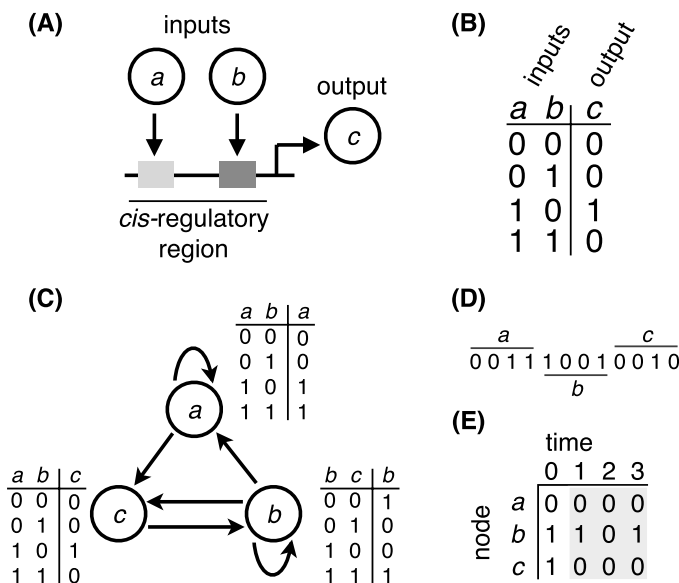 (A)
inputs
a b
output
c
cis-regulatory
region
(B)
inputs output
a b c
0 0 0
0 1 0
1 0 1
1 1 0
(C)
a b a
0 0 0
0 1 0
1 0 1
1 1 1
a
c
b
a b c
0 0 0
0 1 0
1 0 1
1 1 0
b c b
0 0 1
0 1 0
1 0 0
1 1 1
(D)
a c
0 0 1 1 1 0 0 1 0 0 1 0
b
(E)
time
0 1 2 3
node
a 0 0 0 0
b 1 1 0 1
c 1 0 0 0